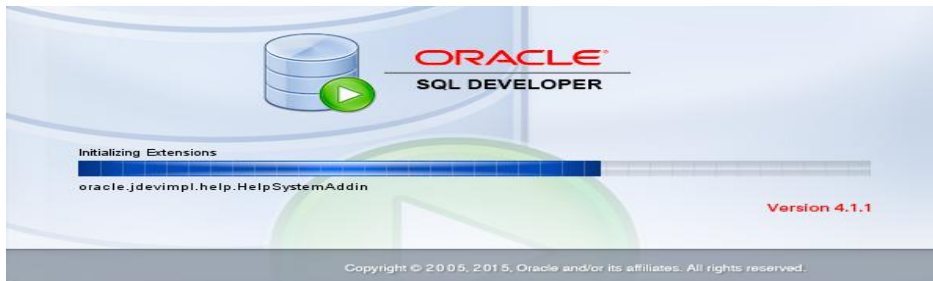 ORACLE®
SQL DEVELOPER
Initializing Extensions
oracle.jdevimpl.help.HelpSystemAddin
Version 4.1.1
Copyright © 2005, 2015, Oracle and/or its affiliates. All rights reserved.